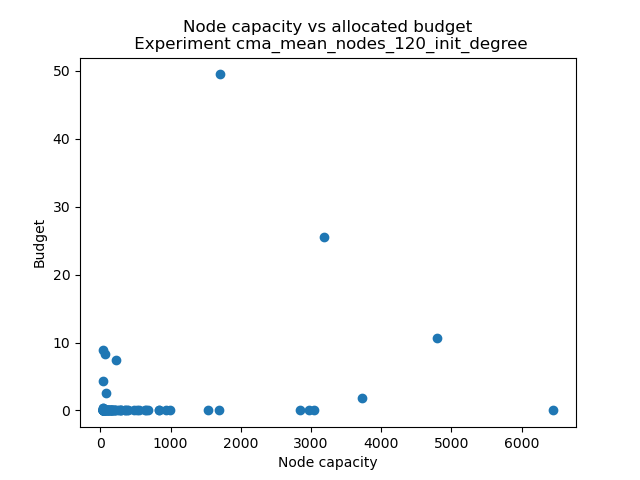 Node capacity vs allocated budget
Experiment cma_mean_nodes_120_init_degree
50
40
30
20
10
0
Budget
0 1000 2000 3000 4000 5000 6000
Node capacity